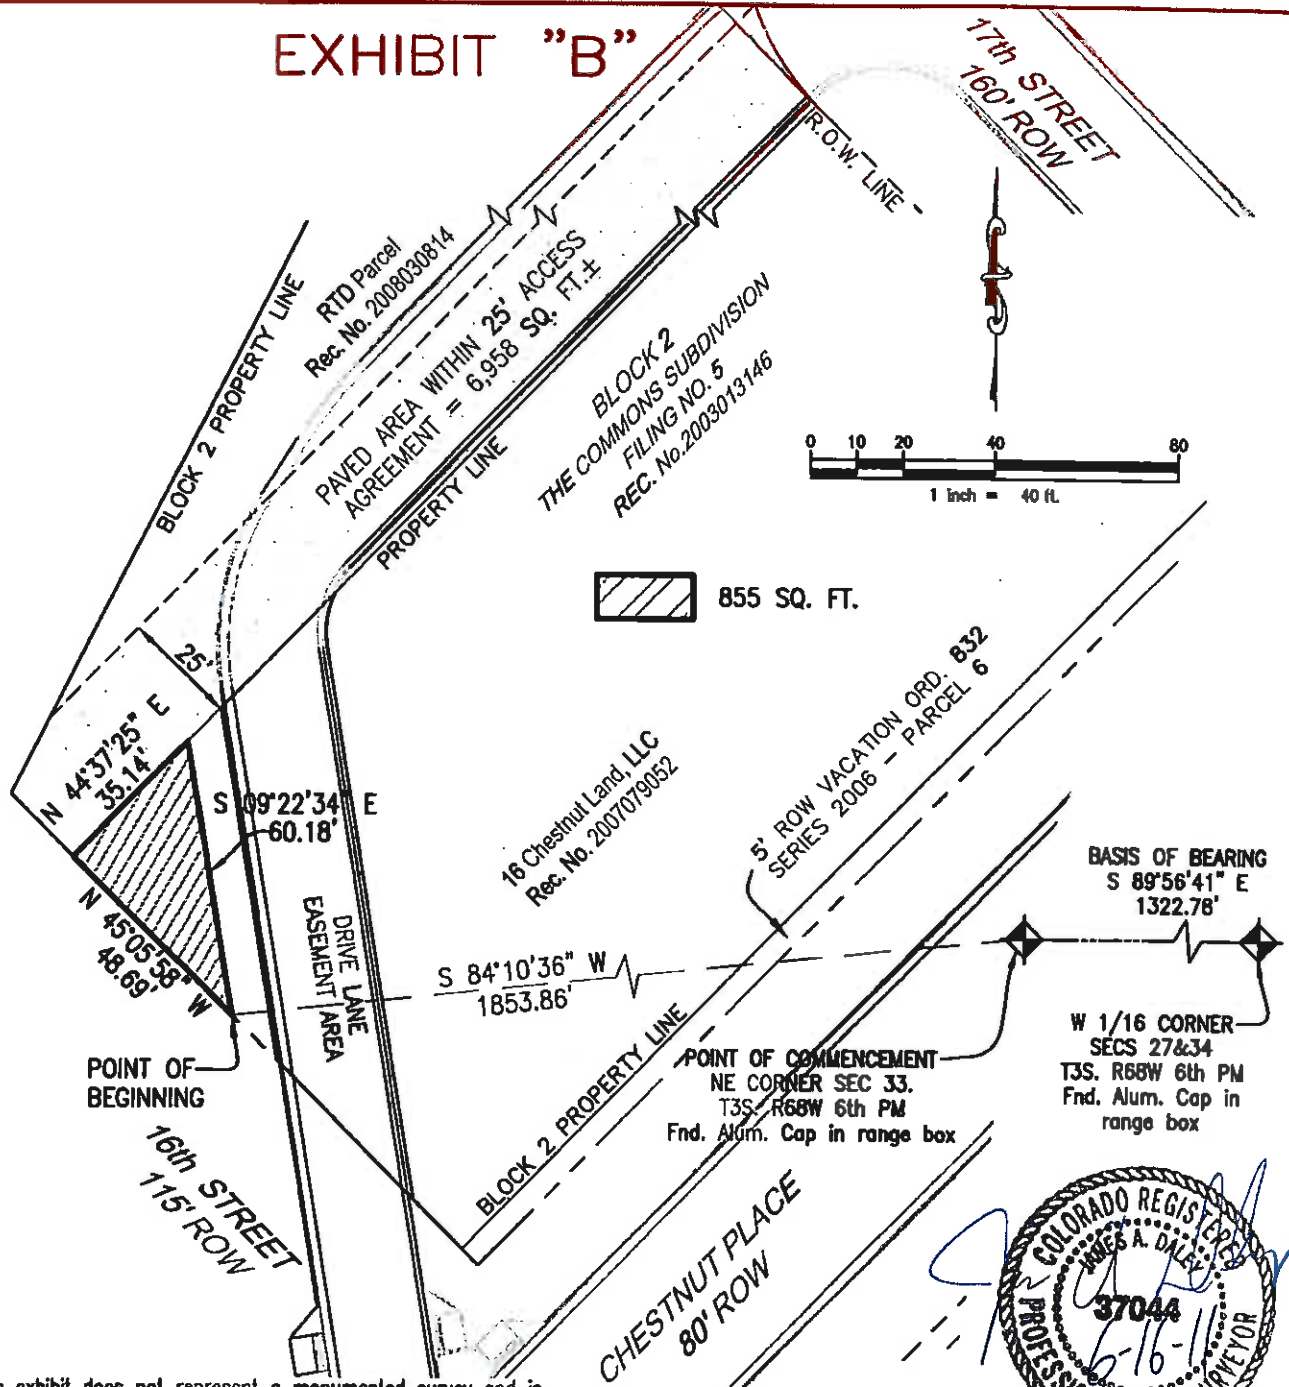 EXHIBIT "B"
17th STREET
160' ROW
R.O.W. LINE
RTD Parcel
Rec. No. 2008030814
BLOCK 2 PROPERTY LINE
PAVED AREA WITHIN 25' ACCESS
AGREEMENT = 6,958 SQ. FT.±
PROPERTY LINE
BLOCK 2
THE COMMONS SUBDIVISION
FILING NO. 5
REC. No.2003013146
0 10 20 40 80
1 inch = 40 ft.
855 SQ. FT.
25'
N 44°37'25" E
35.14'
S 09°22'34" E
60.18'
N 45°05'58" W
48.69'
16 Chestnut Land, LLC
Rec. No. 2007079052
5' ROW VACATION ORD. 832
SERIES 2006 - PARCEL 6
BASIS OF BEARING
S 89°56'41" E
1322.78'
DRIVE LANE
EASEMENT AREA
S 84°10'36" W
1853.86'
POINT OF
BEGINNING
POINT OF COMMENCEMENT
NE CORNER SEC 33.
T3S. R68W 6th PM
Fnd. Alum. Cap in range box
W 1/16 CORNER
SECS 27&34
T3S. R68W 6th PM
Fnd. Alum. Cap in
range box
BLOCK 2 PROPERTY LINE
16th STREET
115' ROW
CHESTNUT PLACE
80' ROW
COLORADO REGISTERED
JAMES A. DALEY
37044
6-16-11
exhibit does not represent a monumented survey and is